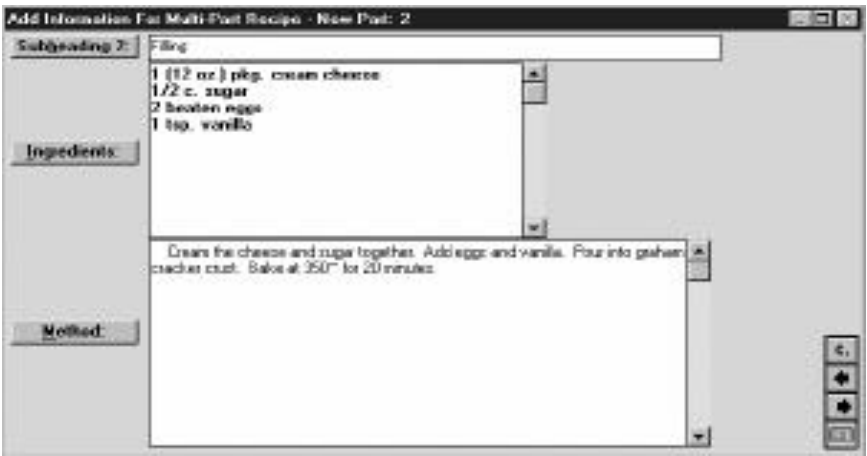 Add Information For Multi-Part Recipe - New Part: 2
Subheading 2:
Filling
Ingredients:
1 (12 oz.) pkg. cream cheese
1/2 c. sugar
2 beaten eggs
1 tsp. vanilla
Method:
Cream the cheese and sugar together. Add eggs and vanilla. Pour into graham
cracker crust. Bake at 350° for 20 minutes.
c.